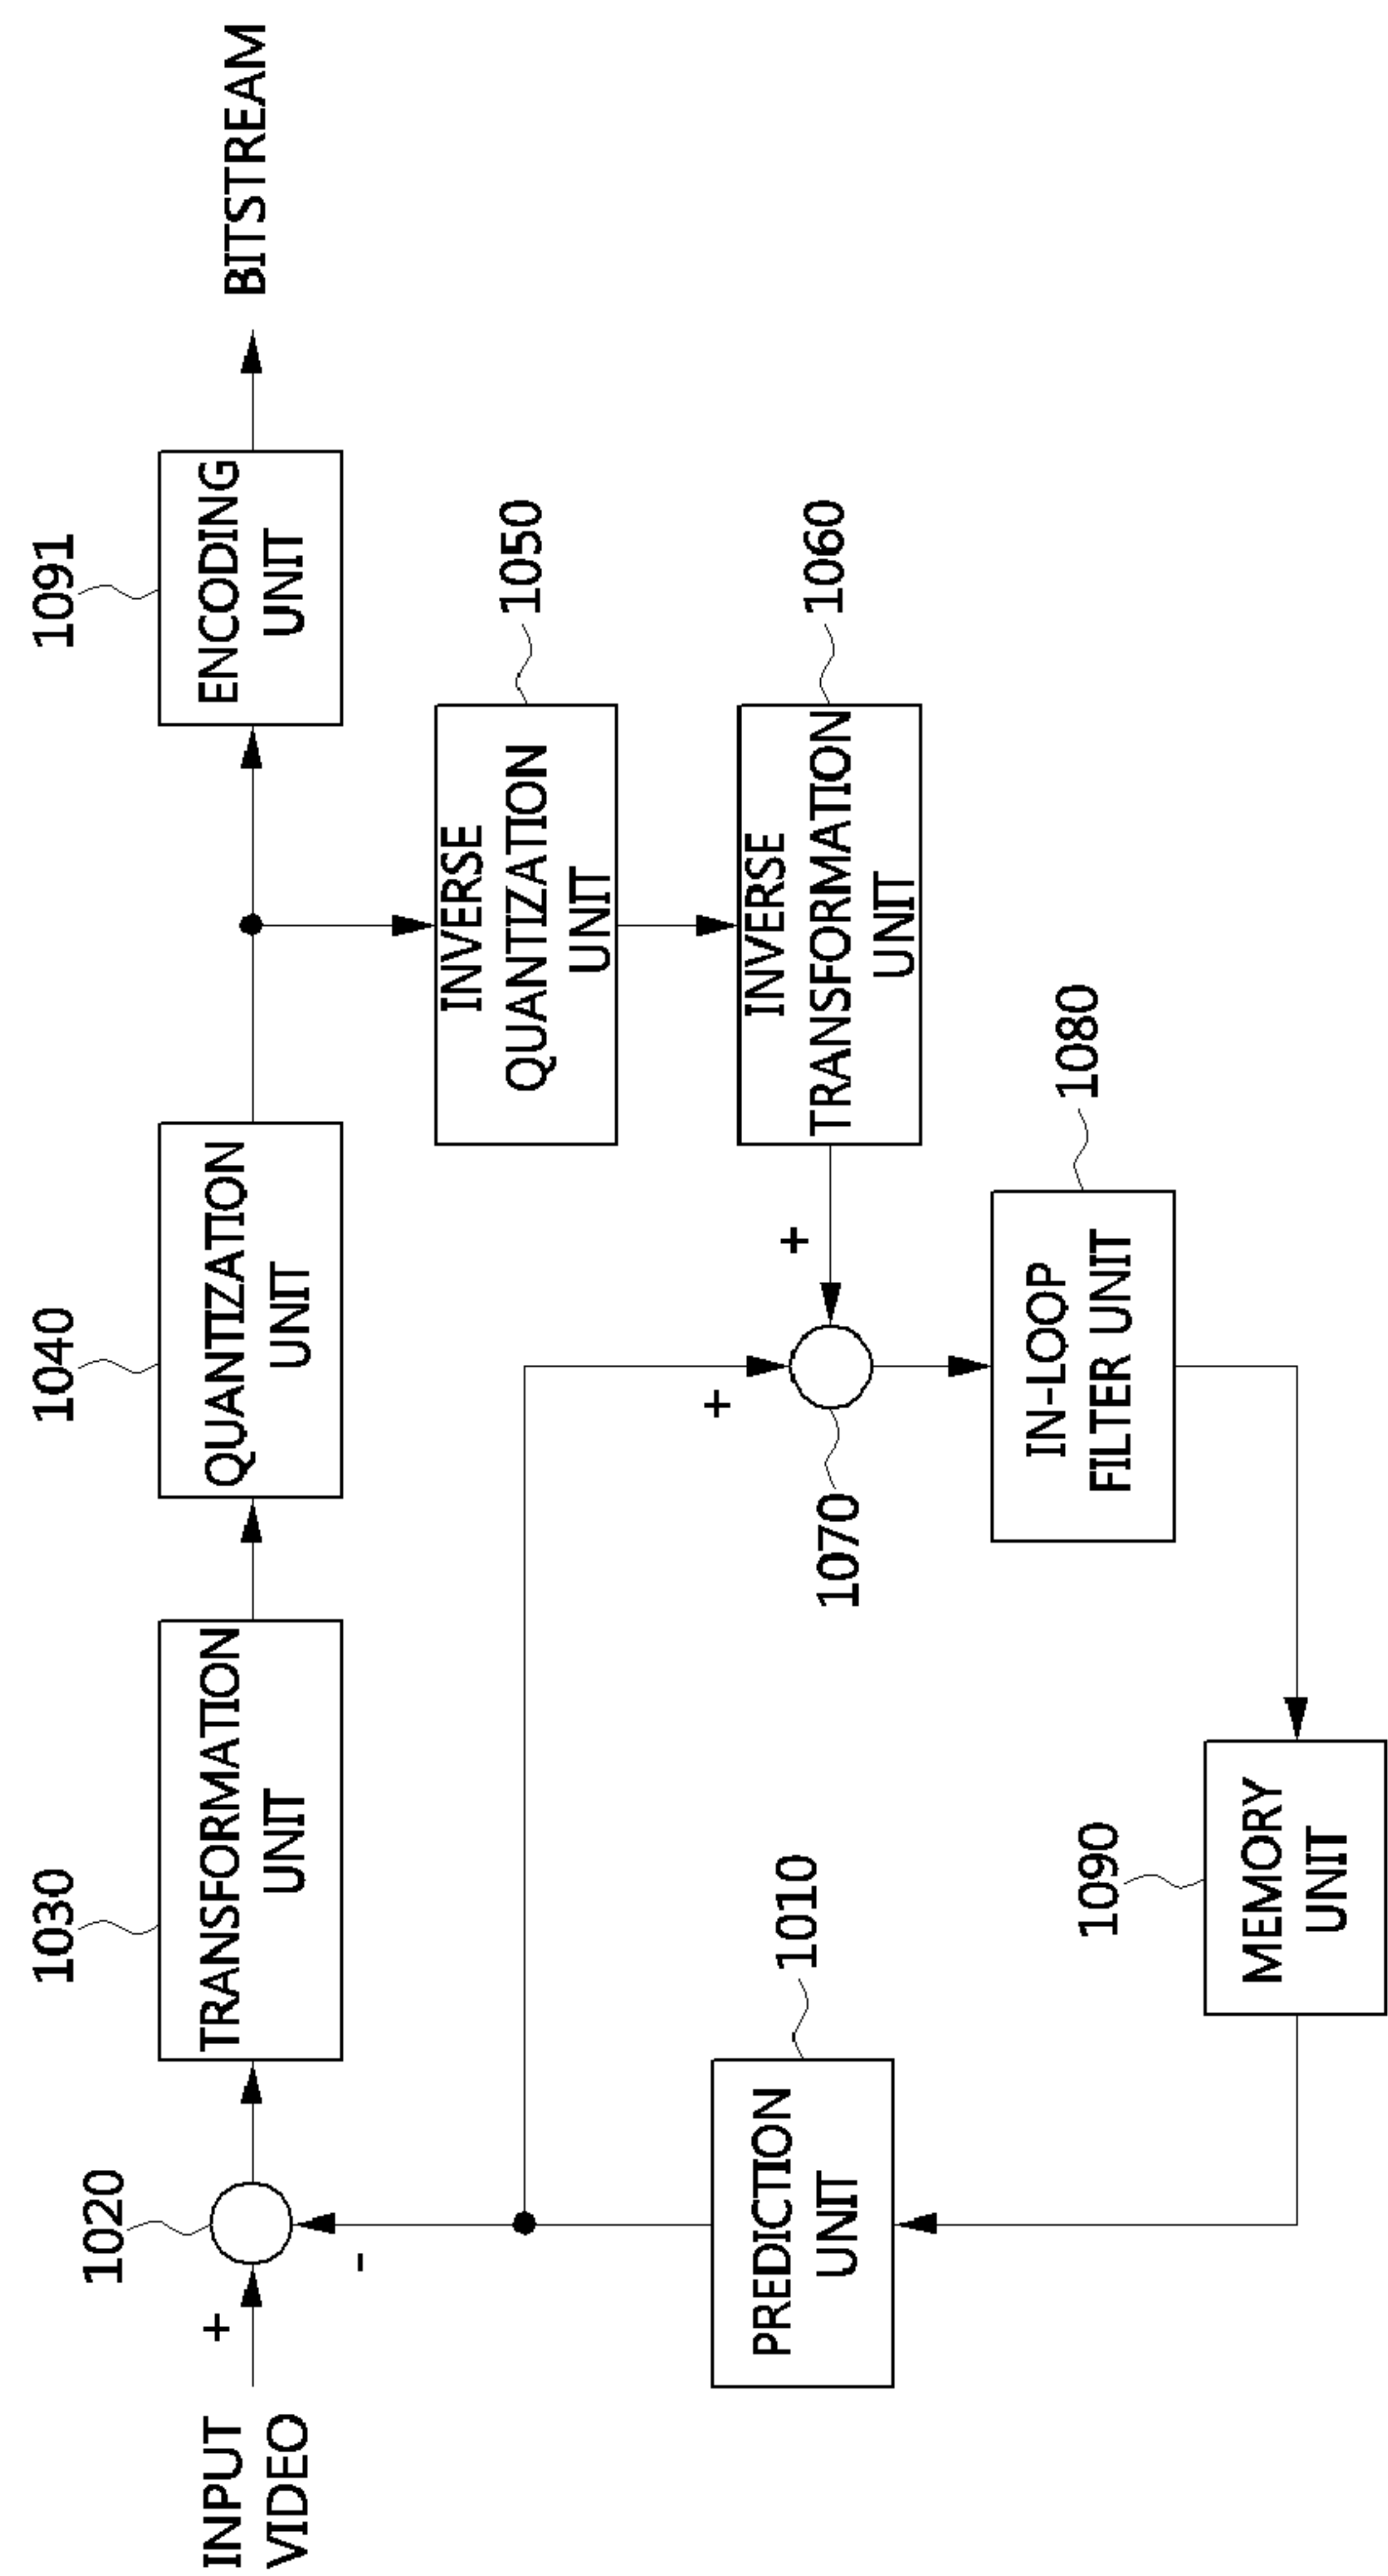 1020
1030
1040
1091
INPUT
VIDEO
+
-
TRANSFORMATION
UNIT
QUANTIZATION
UNIT
ENCODING
UNIT
BITSTREAM
INVERSE
QUANTIZATION
UNIT
1050
INVERSE
TRANSFORMATION
UNIT
1060
+
+
1070
PREDICTION
UNIT
1010
IN-LOOP
FILTER UNIT
1080
1090
MEMORY
UNIT